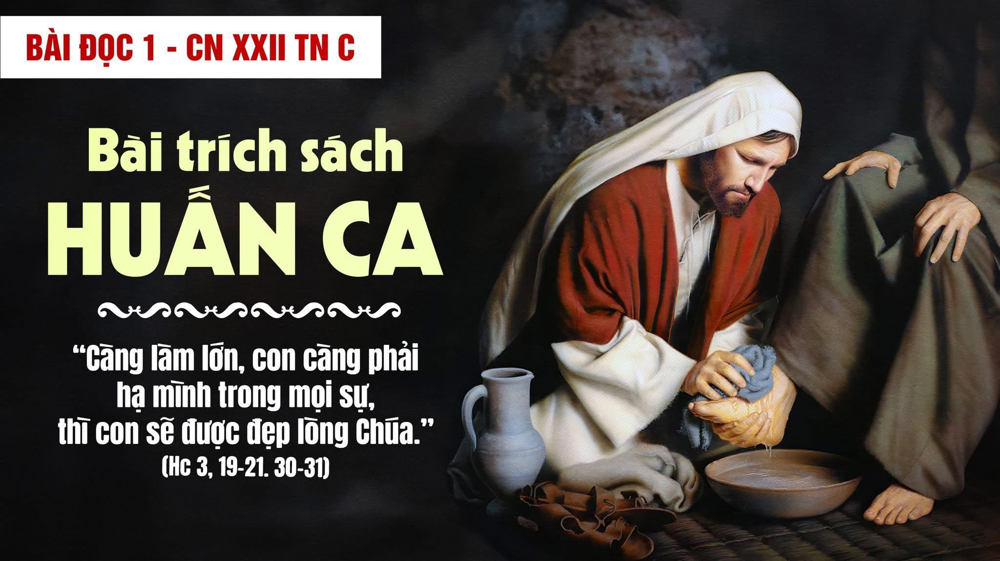 BÀI ĐỌC 1 - CN XXII TN C
Bài trích sách
HUẤN CA
“Càng làm lớn, con càng phải
hạ mình trong mọi sự,
thì con sẽ được đẹp lòng Chúa.”
(Hc 3, 19-21. 30-31)